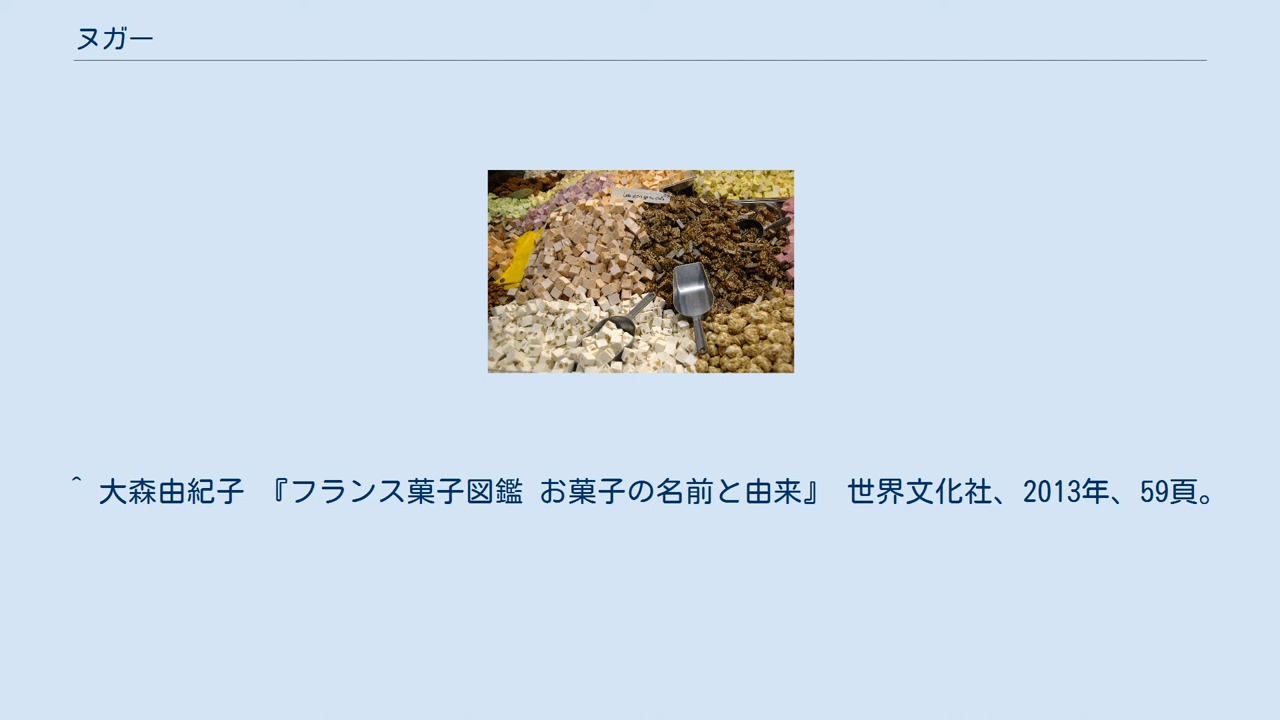 ヌガー
^ 大森由紀子 『フランス菓子図鑑 お菓子の名前と由来』 世界文化社、2013年、59頁。